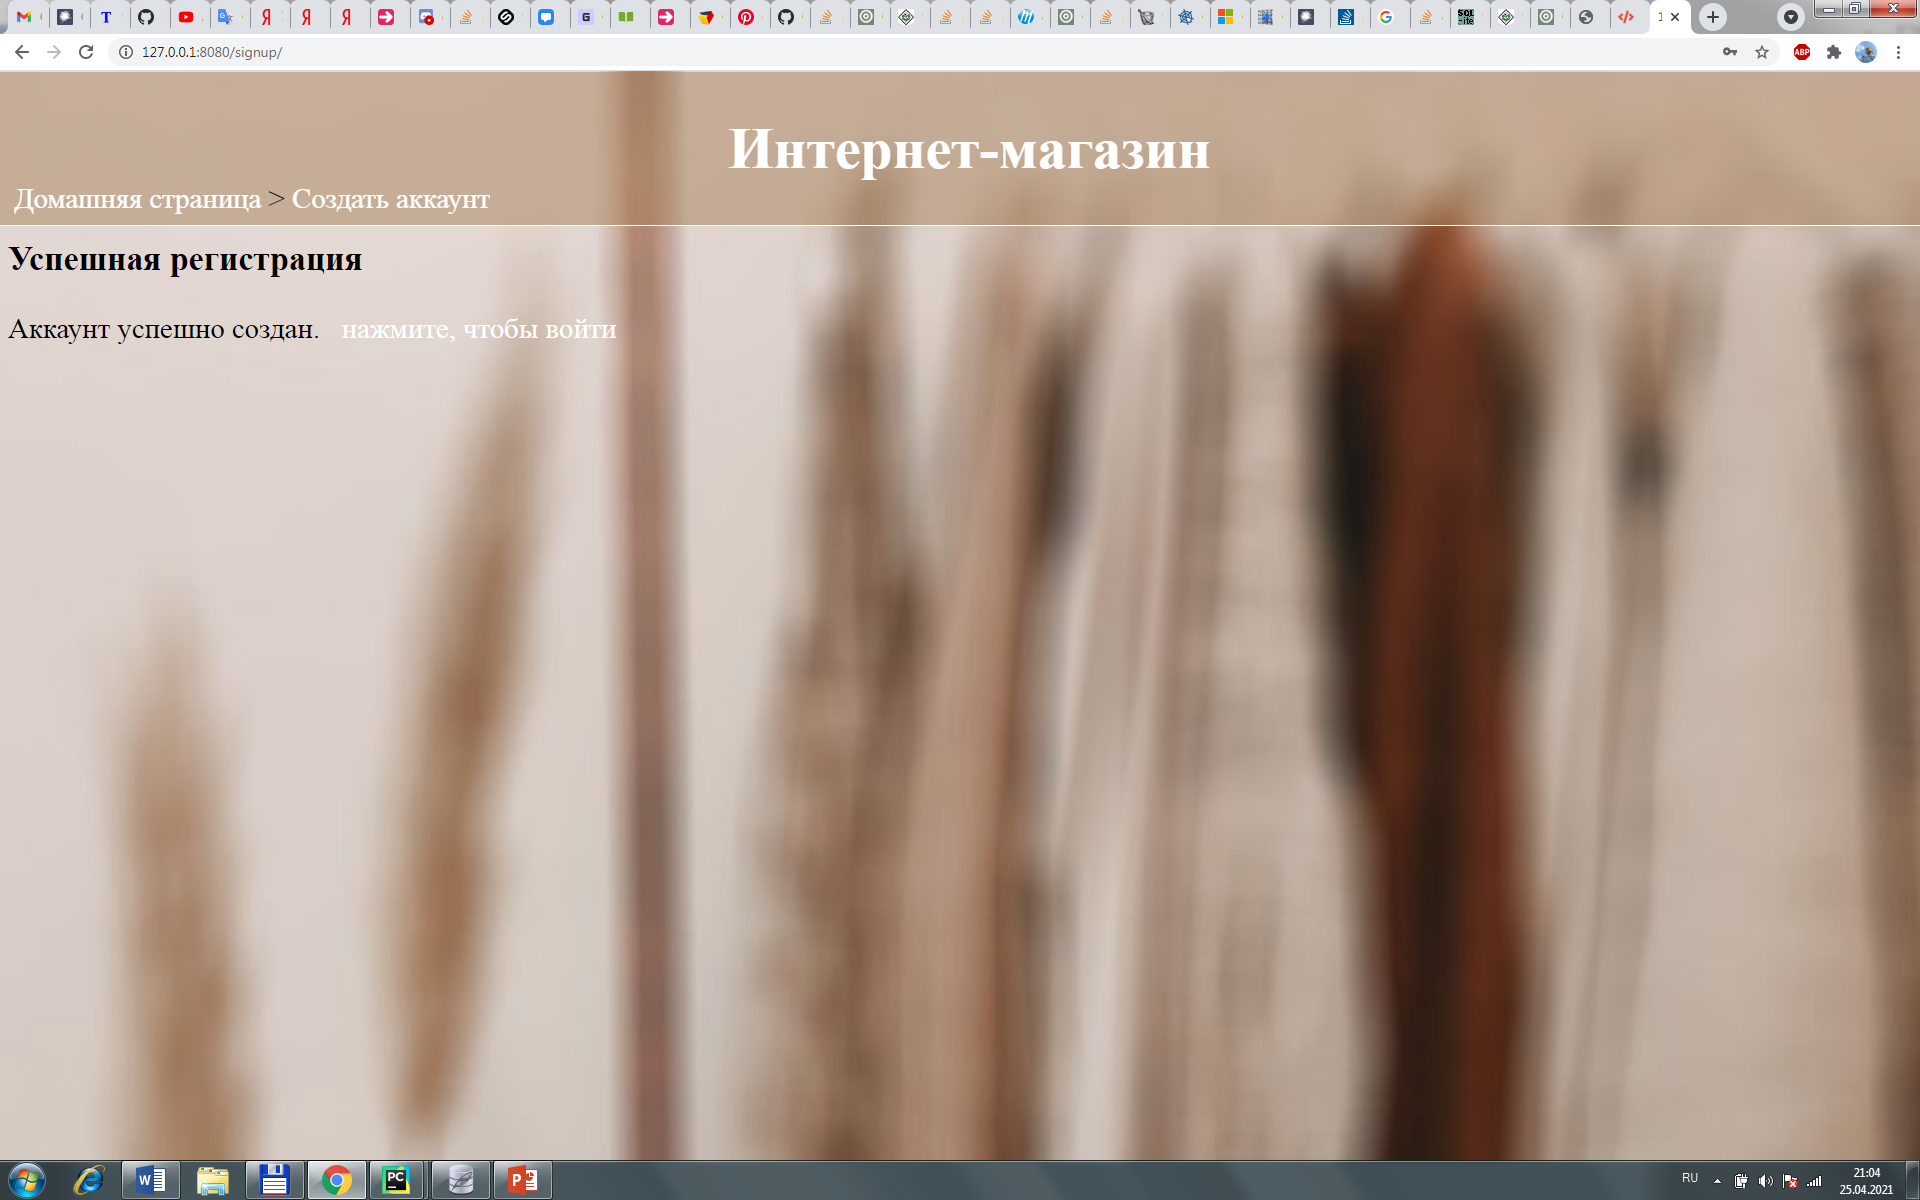 127.0.0.1:8080/signup/
ABP
Интернет-магазин
Домашняя страница > Создать аккаунт
Успешная регистрация
Аккаунт успешно создан. нажмите, чтобы войти
RU
21:04
25.04.2021